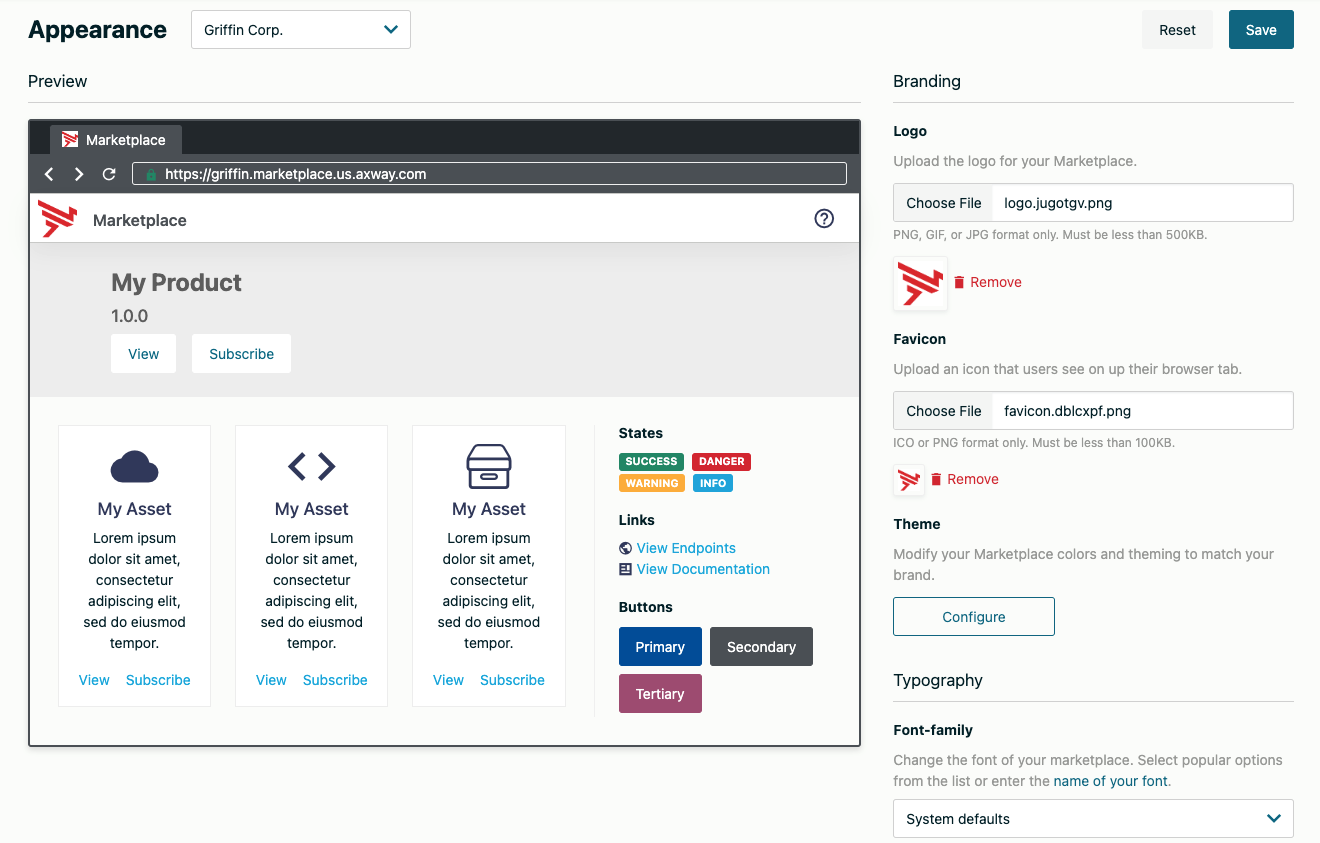 Appearance
Griffin Corp.
Reset
Save
Preview
Marketplace
https://griffin.marketplace.us.axway.com
Marketplace
My Product
1.0.0
View
Subscribe
My Asset
Lorem ipsum
dolor sit amet,
consectetur
adipiscing elit,
sed do eiusmod
tempor.
View Subscribe
My Asset
Lorem ipsum
dolor sit amet,
consectetur
adipiscing elit,
sed do eiusmod
tempor.
View Subscribe
My Asset
Lorem ipsum
dolor sit amet,
consectetur
adipiscing elit,
sed do eiusmod
tempor.
View Subscribe
States
SUCCESS DANGER
WARNING INFO
Links
View Endpoints
View Documentation
Buttons
Primary Secondary
Tertiary
Branding
Logo
Upload the logo for your Marketplace.
Choose File logo.jugotgv.png
PNG, GIF, or JPG format only. Must be less than 500KB.
Remove
Favicon
Upload an icon that users see on up their browser tab.
Choose File favicon.dblcxpf.png
ICO or PNG format only. Must be less than 100KB.
Remove
Theme
Modify your Marketplace colors and theming to match your
brand.
Configure
Typography
Font-family
Change the font of your marketplace. Select popular options
from the list or enter the name of your font.
System defaults